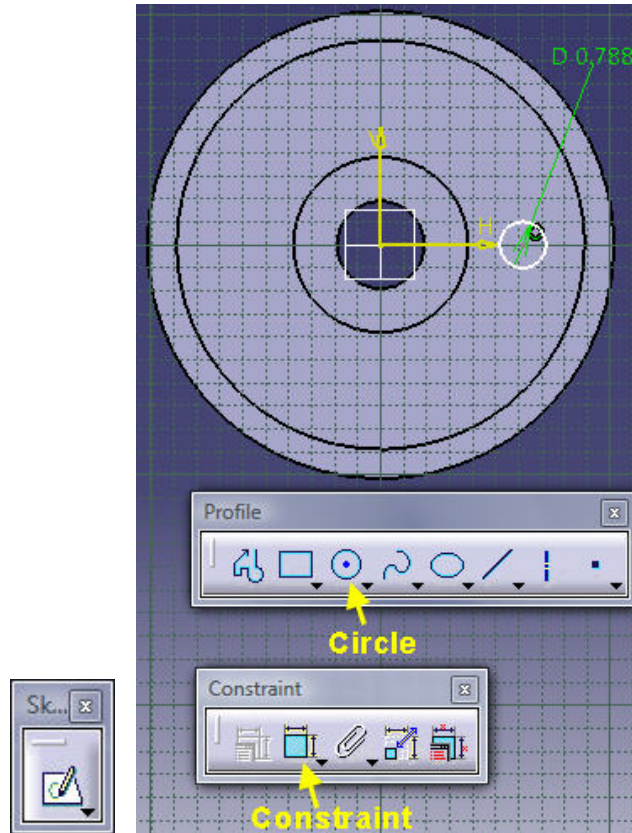 D 0,788
V
H
Profile
Circle
Sk...
Constraint
Constraint